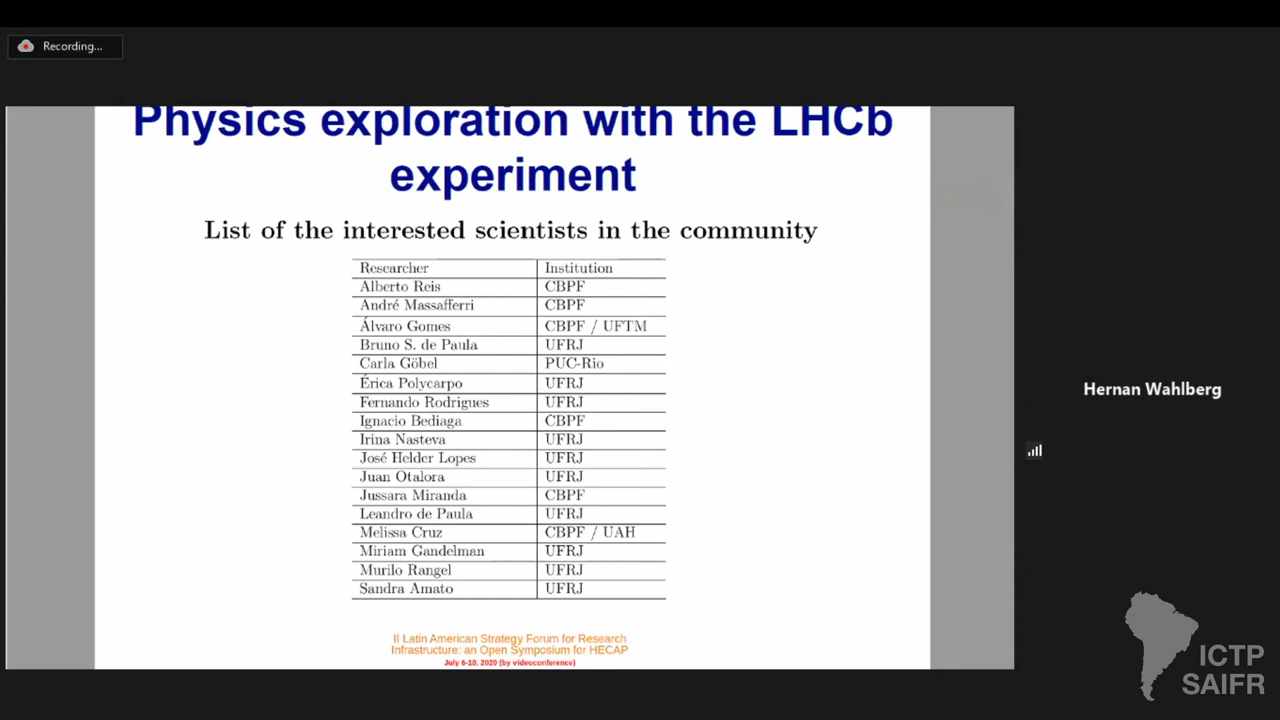 Recording...
Physics exploration with the LHCb
experiment
List of the interested scientists in the community
Researcher Institution
Alberto Reis CBPF
André Massafferri CBPF
Álvaro Gomes CBPF / UFTM
Bruno S. de Paula UFRJ
Carla Göbel PUC-Rio
Érica Polycarpo UFRJ
Fernando Rodrigues UFRJ
Ignacio Bediaga CBPF
Irina Nasteva UFRJ
José Helder Lopes UFRJ
Juan Otalora UFRJ
Jussara Miranda CBPF
Leandro de Paula UFRJ
Melissa Cruz CBPF / UAH
Miriam Gandelman UFRJ
Murilo Rangel UFRJ
Sandra Amato UFRJ
II Latin American Strategy Forum for Research
Infrastructure: an Open Symposium for HECAP
July 6-10, 2020 (by videoconference)
Hernan Wahlberg
ICTP
SAIFR